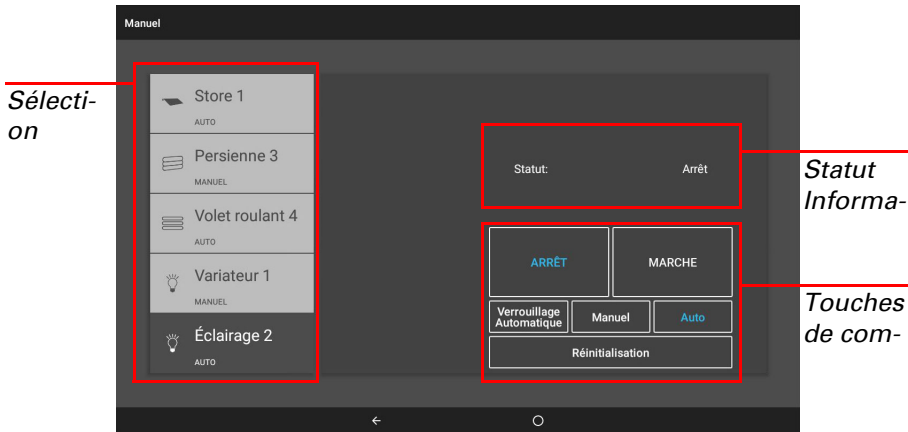 Manuel
Sélecti-
on
Store 1
AUTO
Persienne 3
MANUEL
Volet roulant 4
AUTO
Variateur 1
MANUEL
Éclairage 2
AUTO
Statut: Arrêt
Statut
Informa-
ARRÊT MARCHE
Verrouillage
Automatique Manuel Auto
Réinitialisation
Touches
de com-